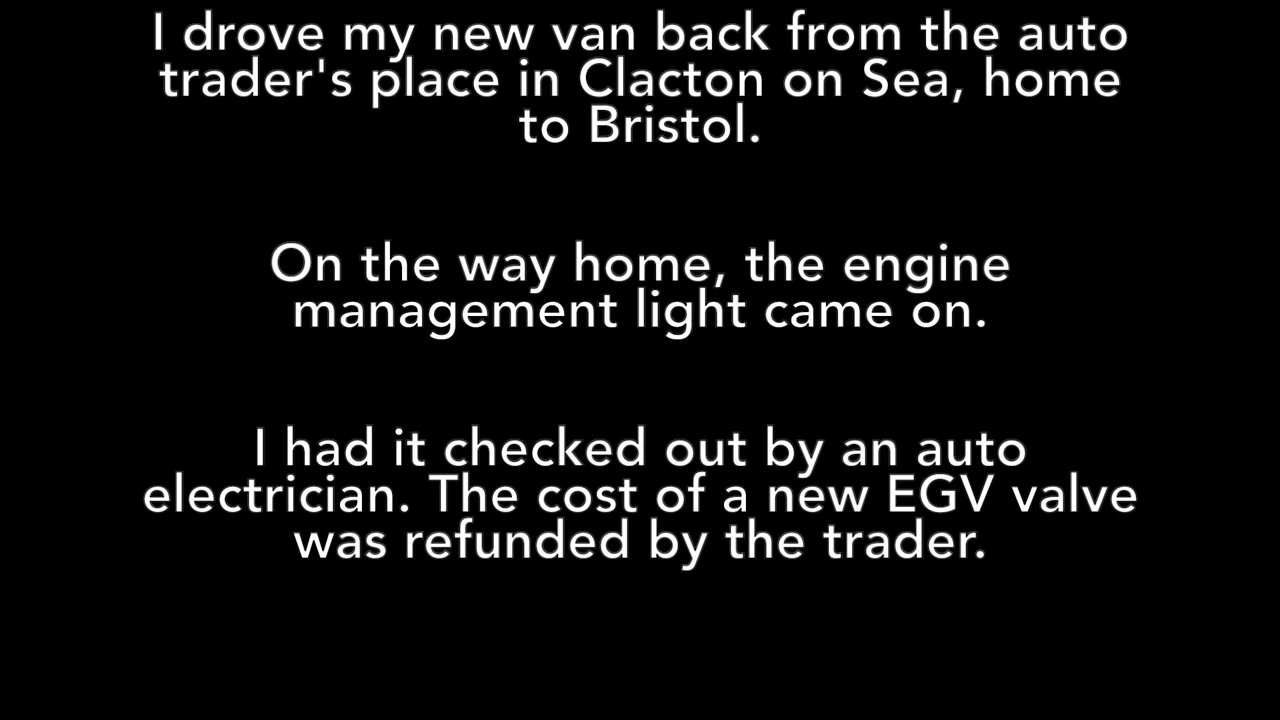 I drove my new van back from the auto
trader's place in Clacton on Sea, home
to Bristol.
On the way home, the engine
management light came on.
I had it checked out by an auto
electrician. The cost of a new EGV valve
was refunded by the trader.